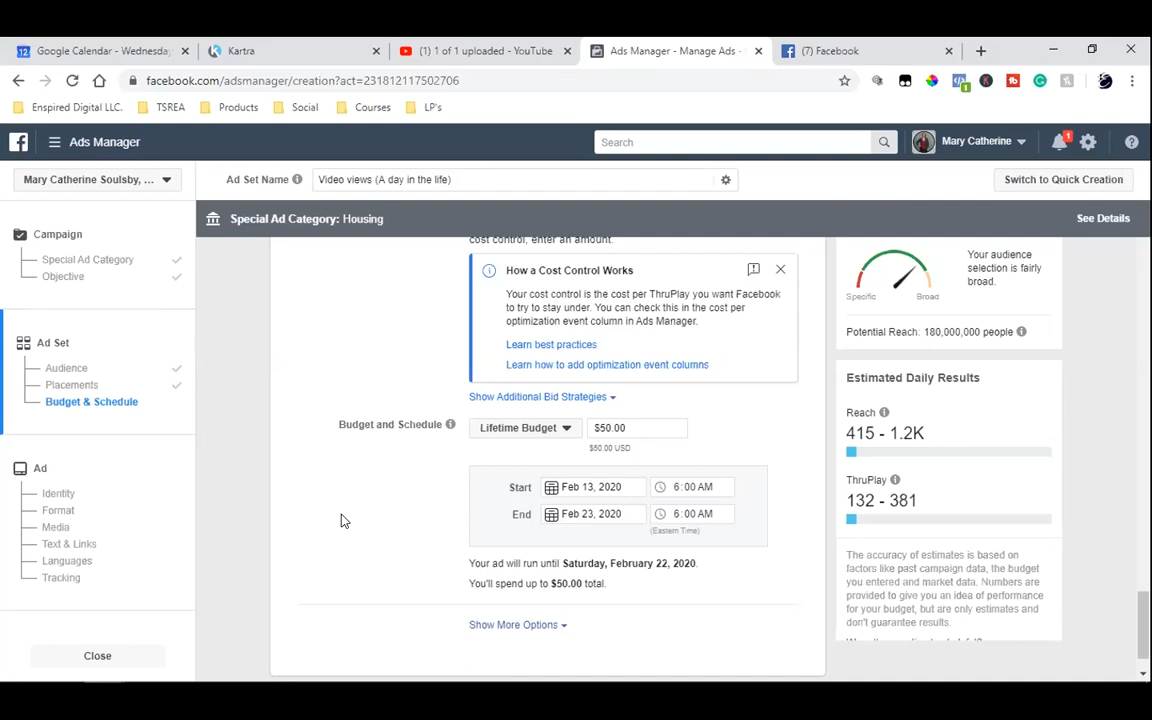 Google Calendar - Wednesday
Kartra
(1) 1 of 1 uploaded - YouTube
Ads Manager - Manage Ads -
(7) Facebook
facebook.com/adsmanager/creation?act=231812117502706
Enspired Digital LLC.
TSREA
Products
Social
Courses
LP's
Ads Manager
Search
Mary Catherine
1
Mary Catherine Soulsby, ...
Ad Set Name
Video views (A day in the life)
Switch to Quick Creation
Special Ad Category: Housing
See Details
Campaign
Special Ad Category
Objective
Ad Set
Audience
Placements
Budget & Schedule
Ad
Identity
Format
Media
Text & Links
Languages
Tracking
Close
cost control, enter an amount.
How a Cost Control Works
Your cost control is the cost per ThruPlay you want Facebook
to try to stay under. You can check this in the cost per
optimization event column in Ads Manager.
Learn best practices
Learn how to add optimization event columns
Show Additional Bid Strategies
Budget and Schedule
Lifetime Budget
$50.00
$50.00 USD
Start
Feb 13, 2020
6:00 AM
End
Feb 23, 2020
6:00 AM
(Eastern Time)
Your ad will run until Saturday, February 22, 2020.
You'll spend up to $50.00 total.
Show More Options
Specific
Broad
Your audience
selection is fairly
broad.
Potential Reach: 180,000,000 people
Estimated Daily Results
Reach
415 - 1.2K
ThruPlay
132 - 381
The accuracy of estimates is based on
factors like past campaign data, the budget
you entered and market data. Numbers are
provided to give you an idea of performance
for your budget, but are only estimates and
don't guarantee results.